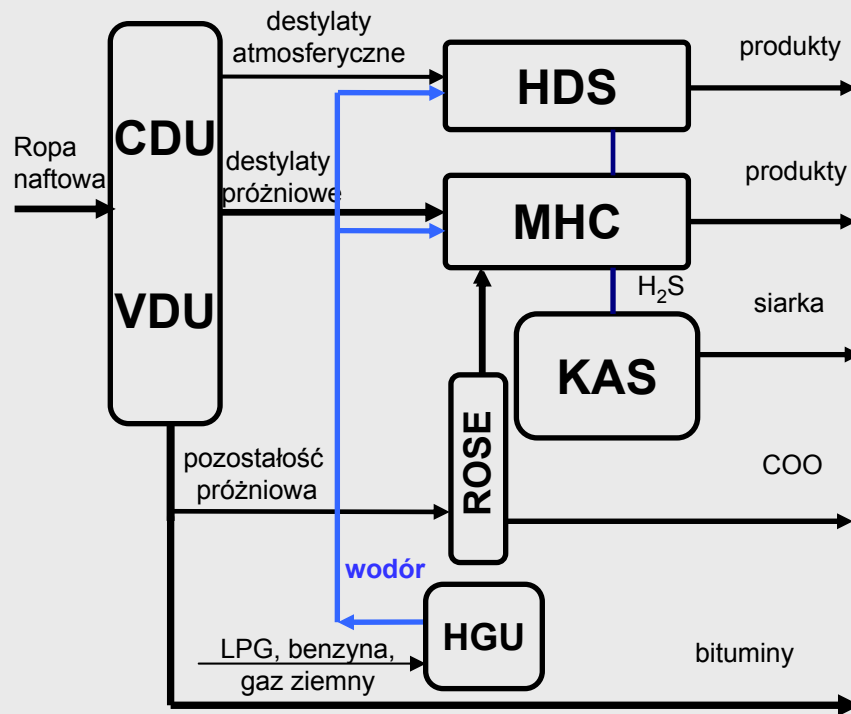 destylaty
atmosferyczne
HDS
produkty
Ropa
naftowa
CDU
destylaty
próżniowe
MHC
produkty
VDU
H₂S
siarka
KAS
ROSE
pozostałość
próżniowa
COO
wodór
HGU
LPG, benzyna,
gaz ziemny
bituminy